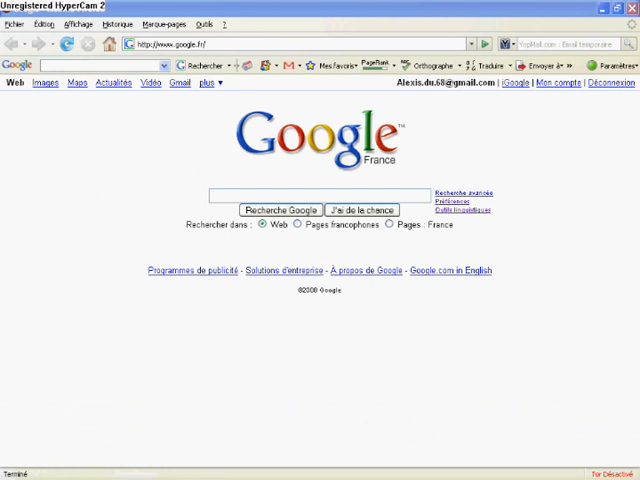 Unregistered HyperCam 2
Fichier Édition Affichage Historique Marque-pages Outils ?
http://www.google.fr/ YopMail.com : Email temporaire
Google Rechercher Mes favoris PageRank Orthographe Traduire Envoyer à Paramètres
Web Images Maps Actualités Vidéo Gmail plus ▼ Alexis.du.68@gmail.com | iGoogle | Mon compte | Déconnexion
Google™
France
Recherche avancée
Préférences
Outils linguistiques
Recherche Google J'ai de la chance
Rechercher dans : Web Pages francophones Pages : France
Programmes de publicité - Solutions d'entreprise - À propos de Google - Google.com in English
©2008 Google
Terminé Tor Désactivé